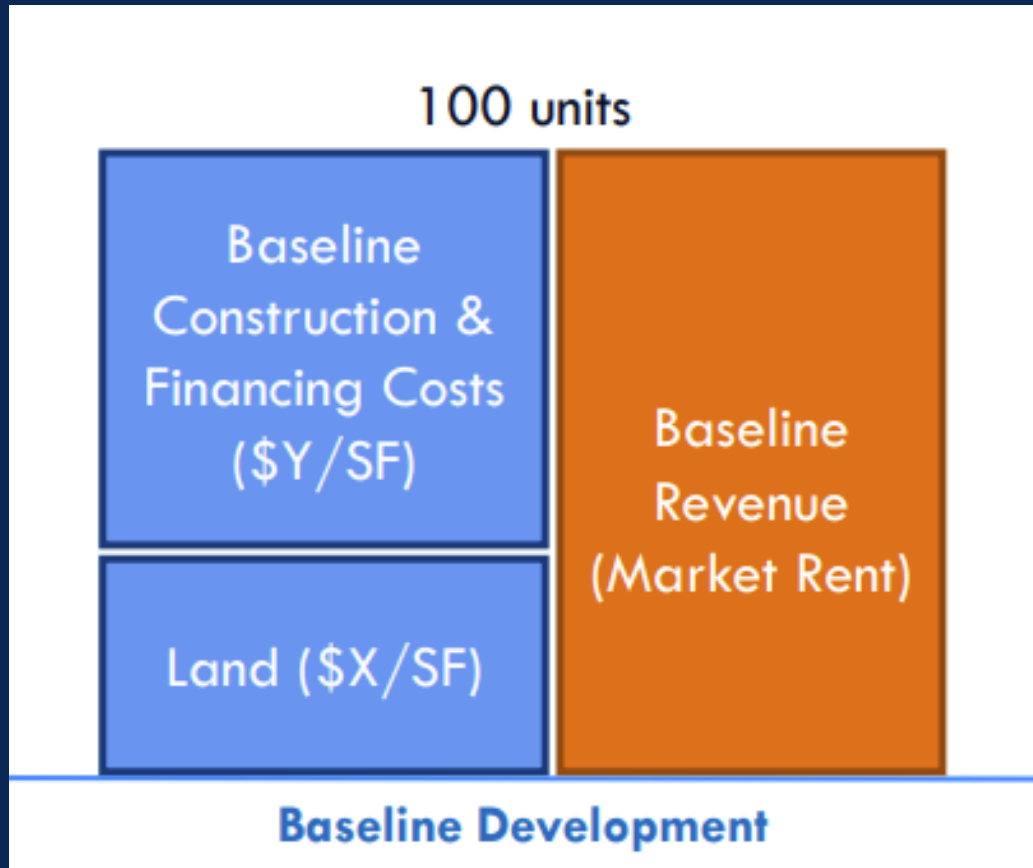 100 units
Baseline
Construction &
Financing Costs
($Y/SF)
Land ($X/SF)
Baseline
Revenue
(Market Rent)
Baseline Development